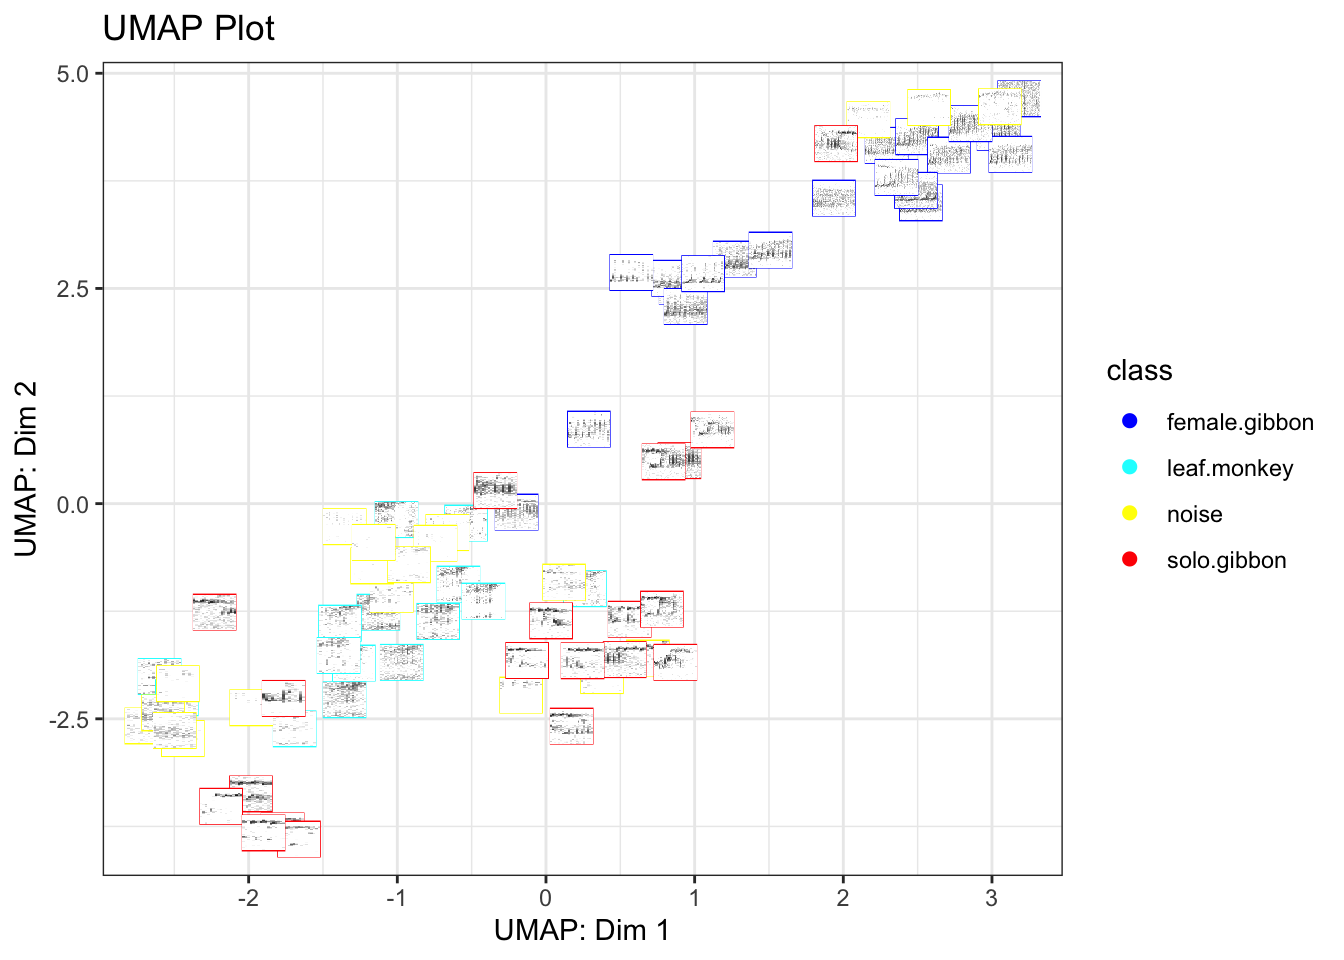 UMAP Plot
5.0
2.5
0.0
-2.5
UMAP: Dim 2
-2
-1
0
1
2
3
UMAP: Dim 1
class
female.gibbon
leaf.monkey
noise
solo.gibbon